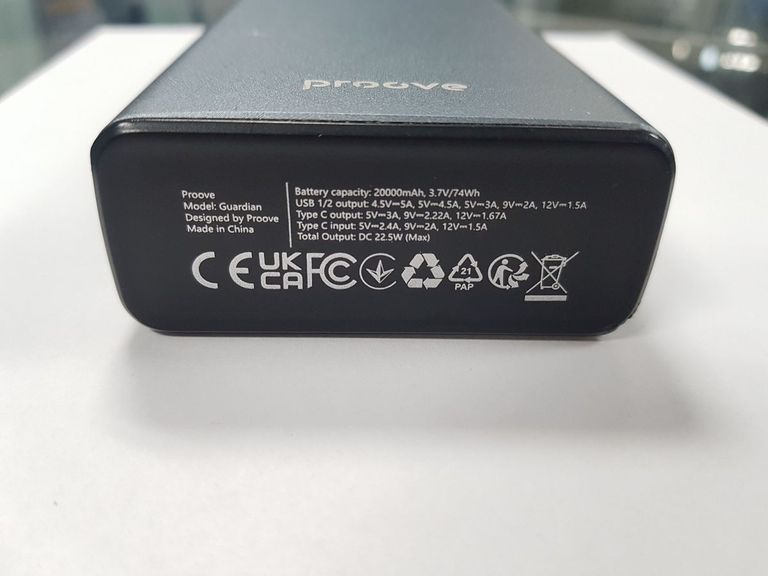 proove
Proove
Model: Guardian
Designed by Proove
Made in China
Battery capacity: 20000mAh, 3.7V/74Wh
USB 1/2 output: 4.5V⎓5A, 5V⎓4.5A, 5V⎓3A, 9V⎓2A, 12V⎓1.5A
Type C output: 5V⎓3A, 9V⎓2.22A, 12V⎓1.67A
Type C input: 5V⎓2.4A, 9V⎓2A, 12V⎓1.5A
Total Output: DC 22.5W (Max)
CE UK CA FC 21 PAP